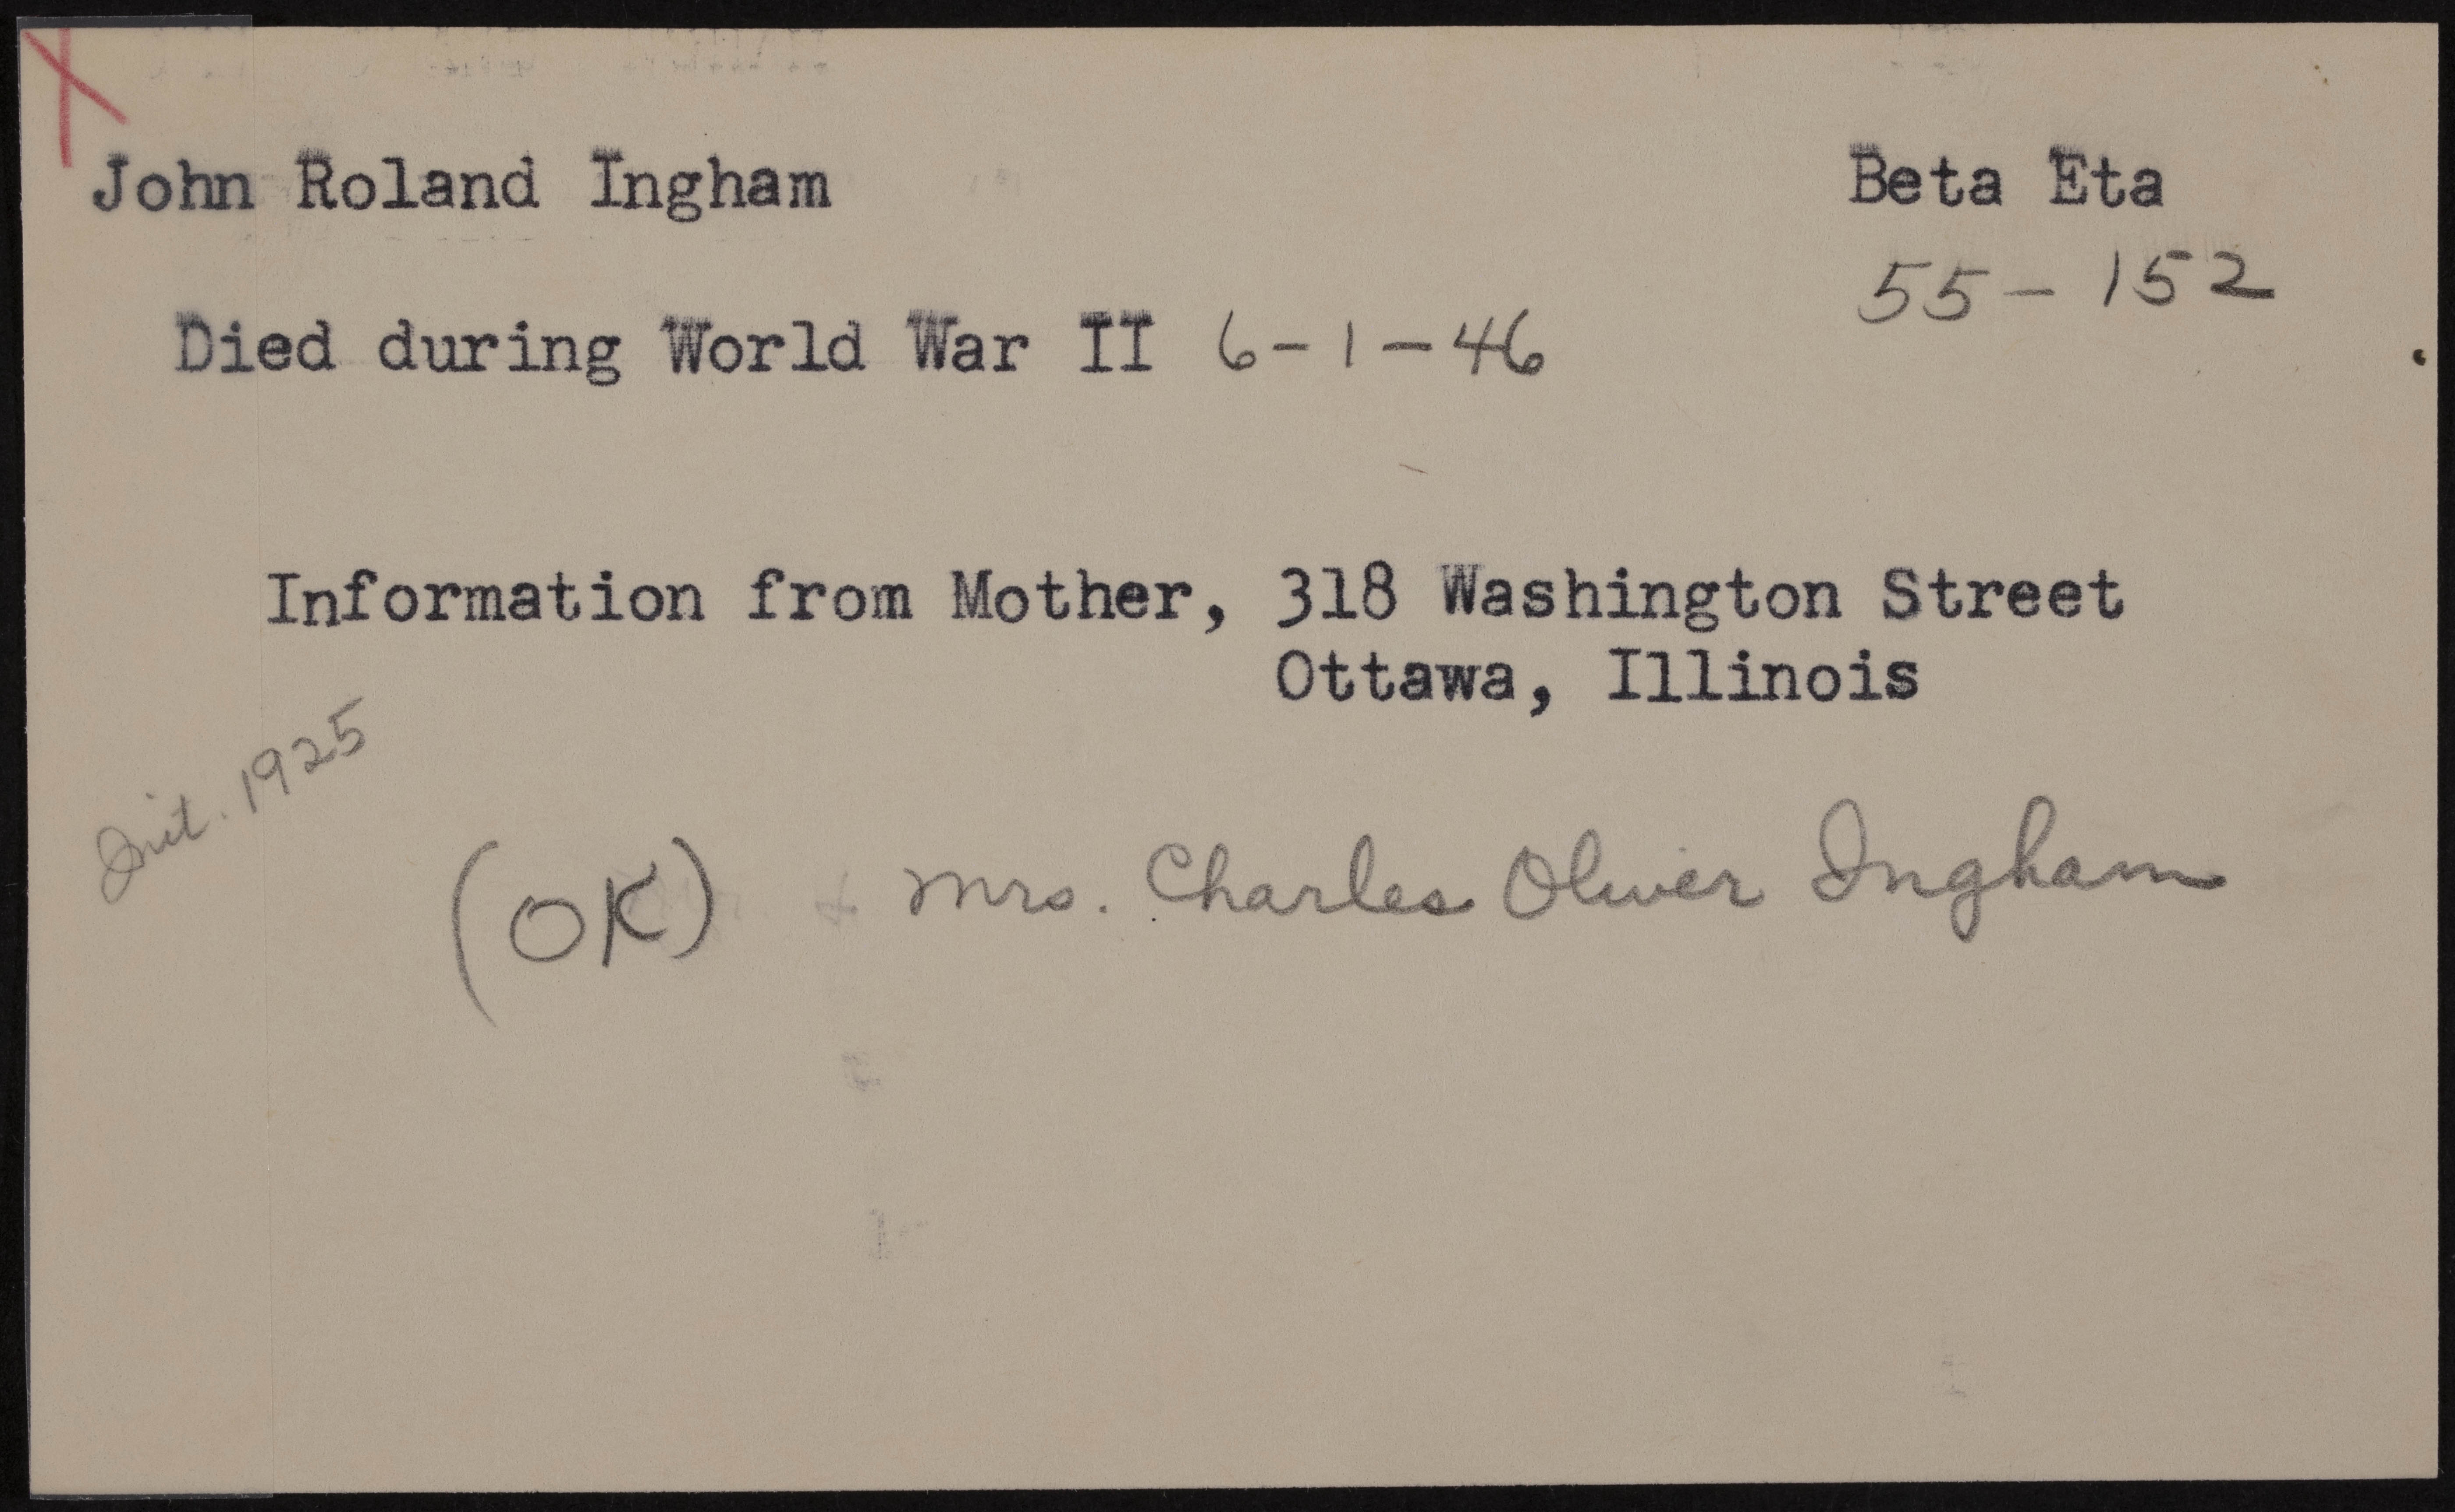 John Roland Ingham
Beta Eta
55-152
Died during World War II 6-1-46
Information from Mother, 318 Washington Street
Ottawa, Illinois
Init. 1925
(OK)
Mrs. Charles Oliver Ingham